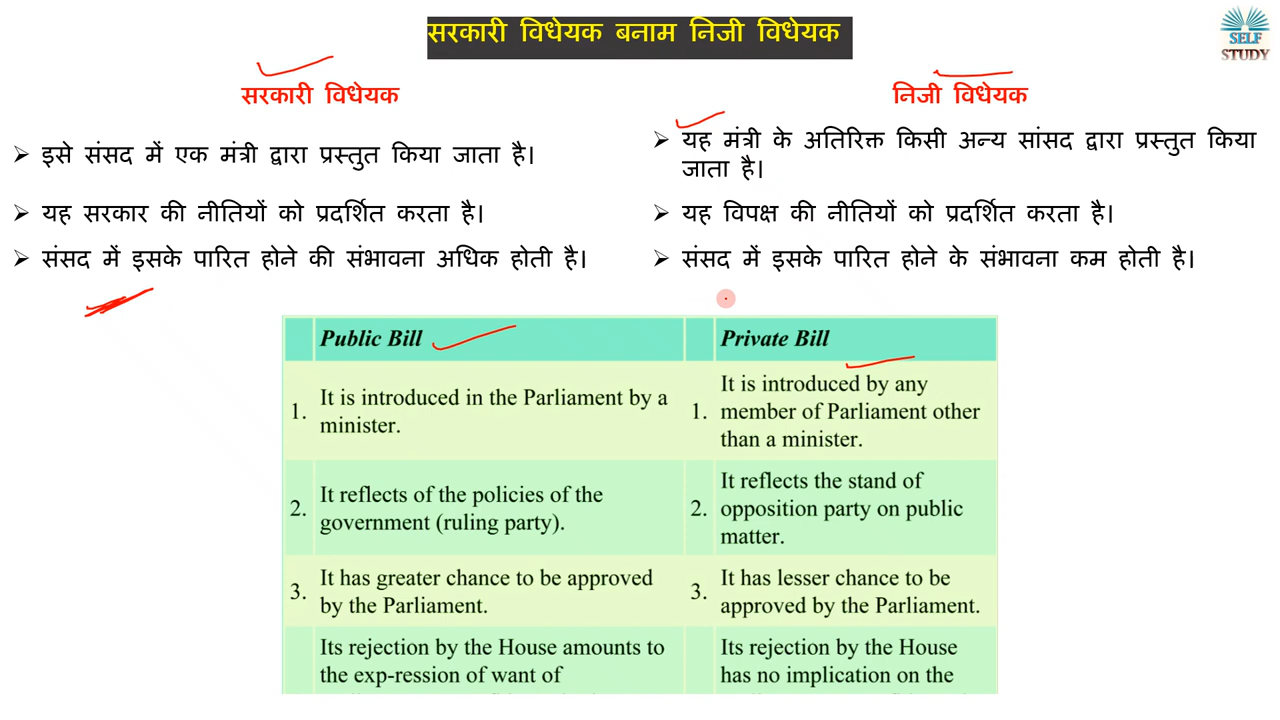 सरकारी विधेयक बनाम निजी विधेयक
SELF
STUDY
सरकारी विधेयक
➢ इसे संसद में एक मंत्री द्वारा प्रस्तुत किया जाता है।
➢ यह सरकार की नीतियों को प्रदर्शित करता है।
➢ संसद में इसके पारित होने की संभावना अधिक होती है।
निजी विधेयक
➢ यह मंत्री के अतिरिक्त किसी अन्य सांसद द्वारा प्रस्तुत किया
जाता है।
➢ यह विपक्ष की नीतियों को प्रदर्शित करता है।
➢ संसद में इसके पारित होने के संभावना कम होती है।
Public Bill
Private Bill
1. It is introduced in the Parliament by a
minister.
1. It is introduced by any
member of Parliament other
than a minister.
2. It reflects of the policies of the
government (ruling party).
2. It reflects the stand of
opposition party on public
matter.
3. It has greater chance to be approved
by the Parliament.
3. It has lesser chance to be
approved by the Parliament.
Its rejection by the House amounts to
the exp-ression of want of
Its rejection by the House
has no implication on the